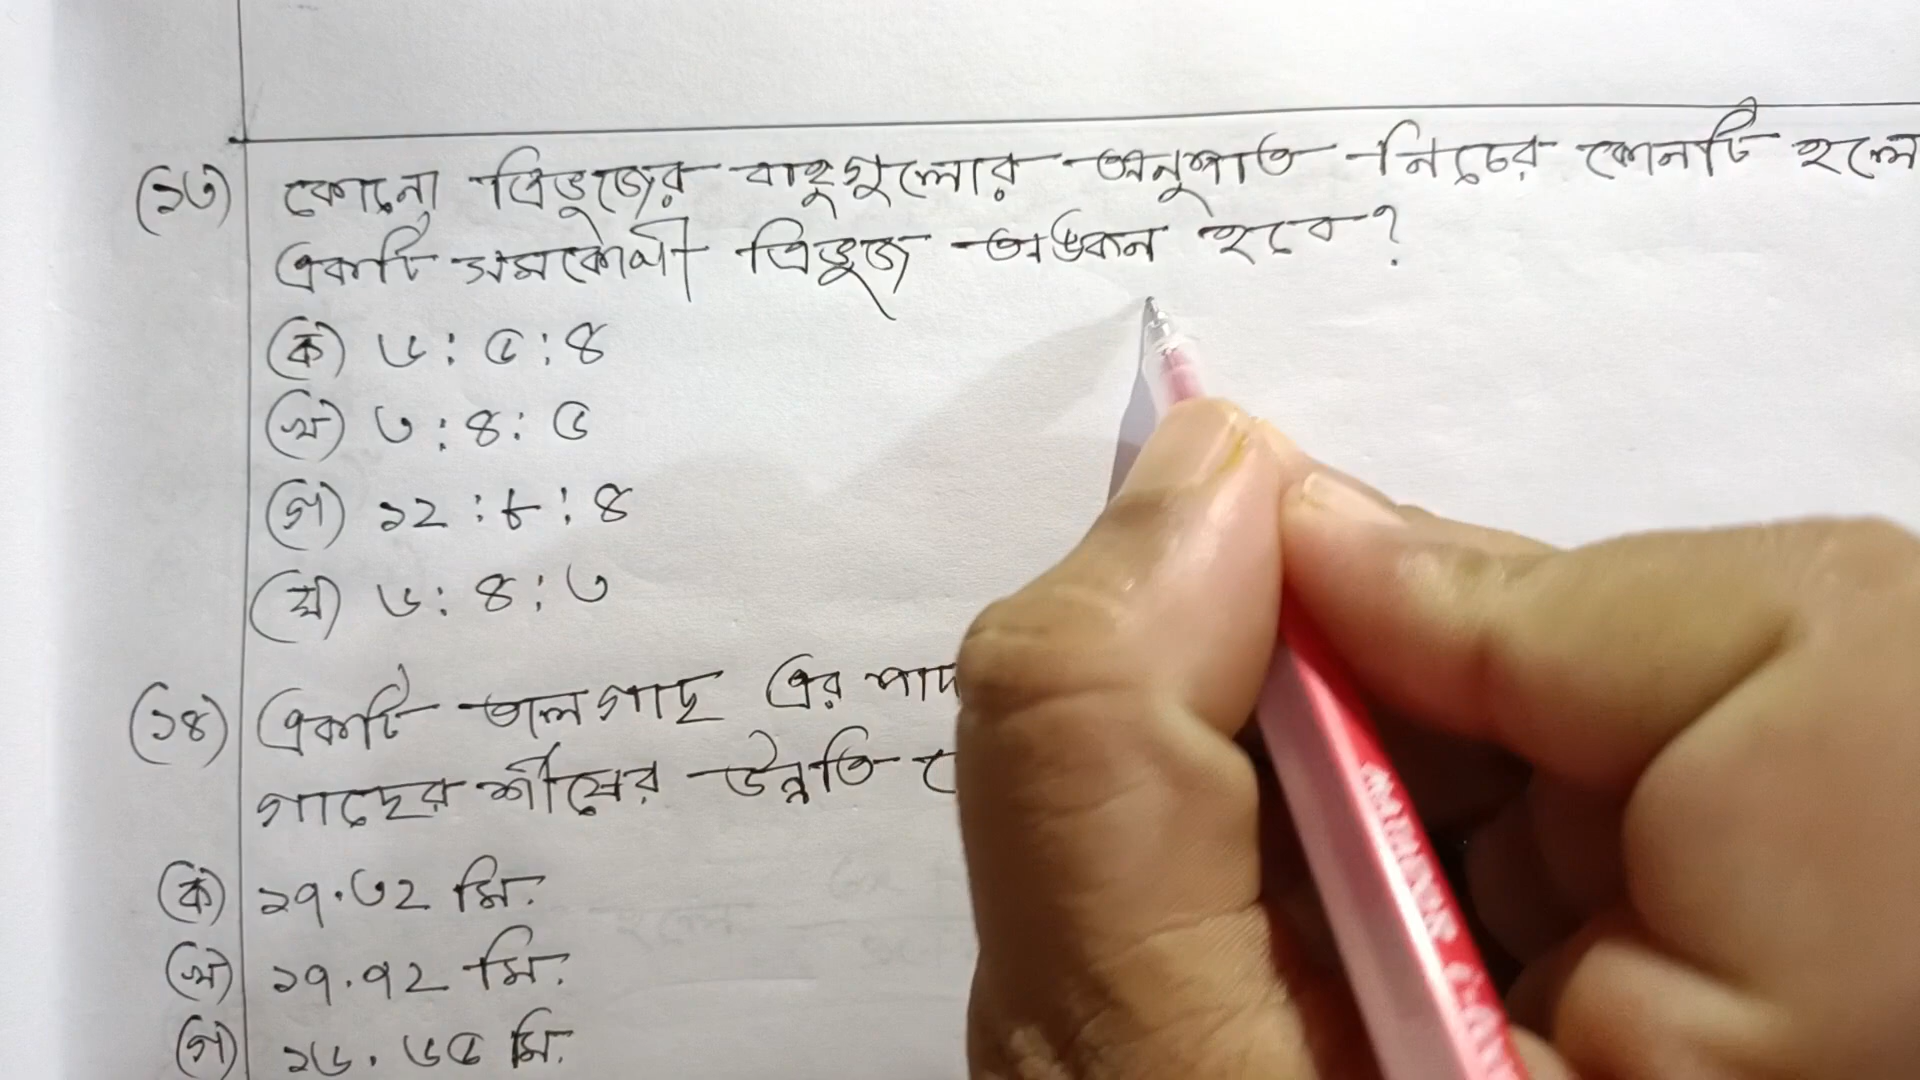 (১৩) কোনো ত্রিভুজের বাহুগুলোর অনুপাত নিচের কোনটি হলে
একটি সমকোণী ত্রিভুজ অঙ্কন হবে?
(ক) ৬ : ৫ : ৪
(খ) ৩ : ৪ : ৫
(গ) ১২ : ৮ : ৪
(ঘ) ৬ : ৪ : ৩
(১৪) একটি তালগাছ এর
গাছের শীর্ষের উন্নতি
(ক) ১৭.৩২ মি.
(খ) ১৭.৭২ মি.
(গ) ১৬.৬৫ মি.